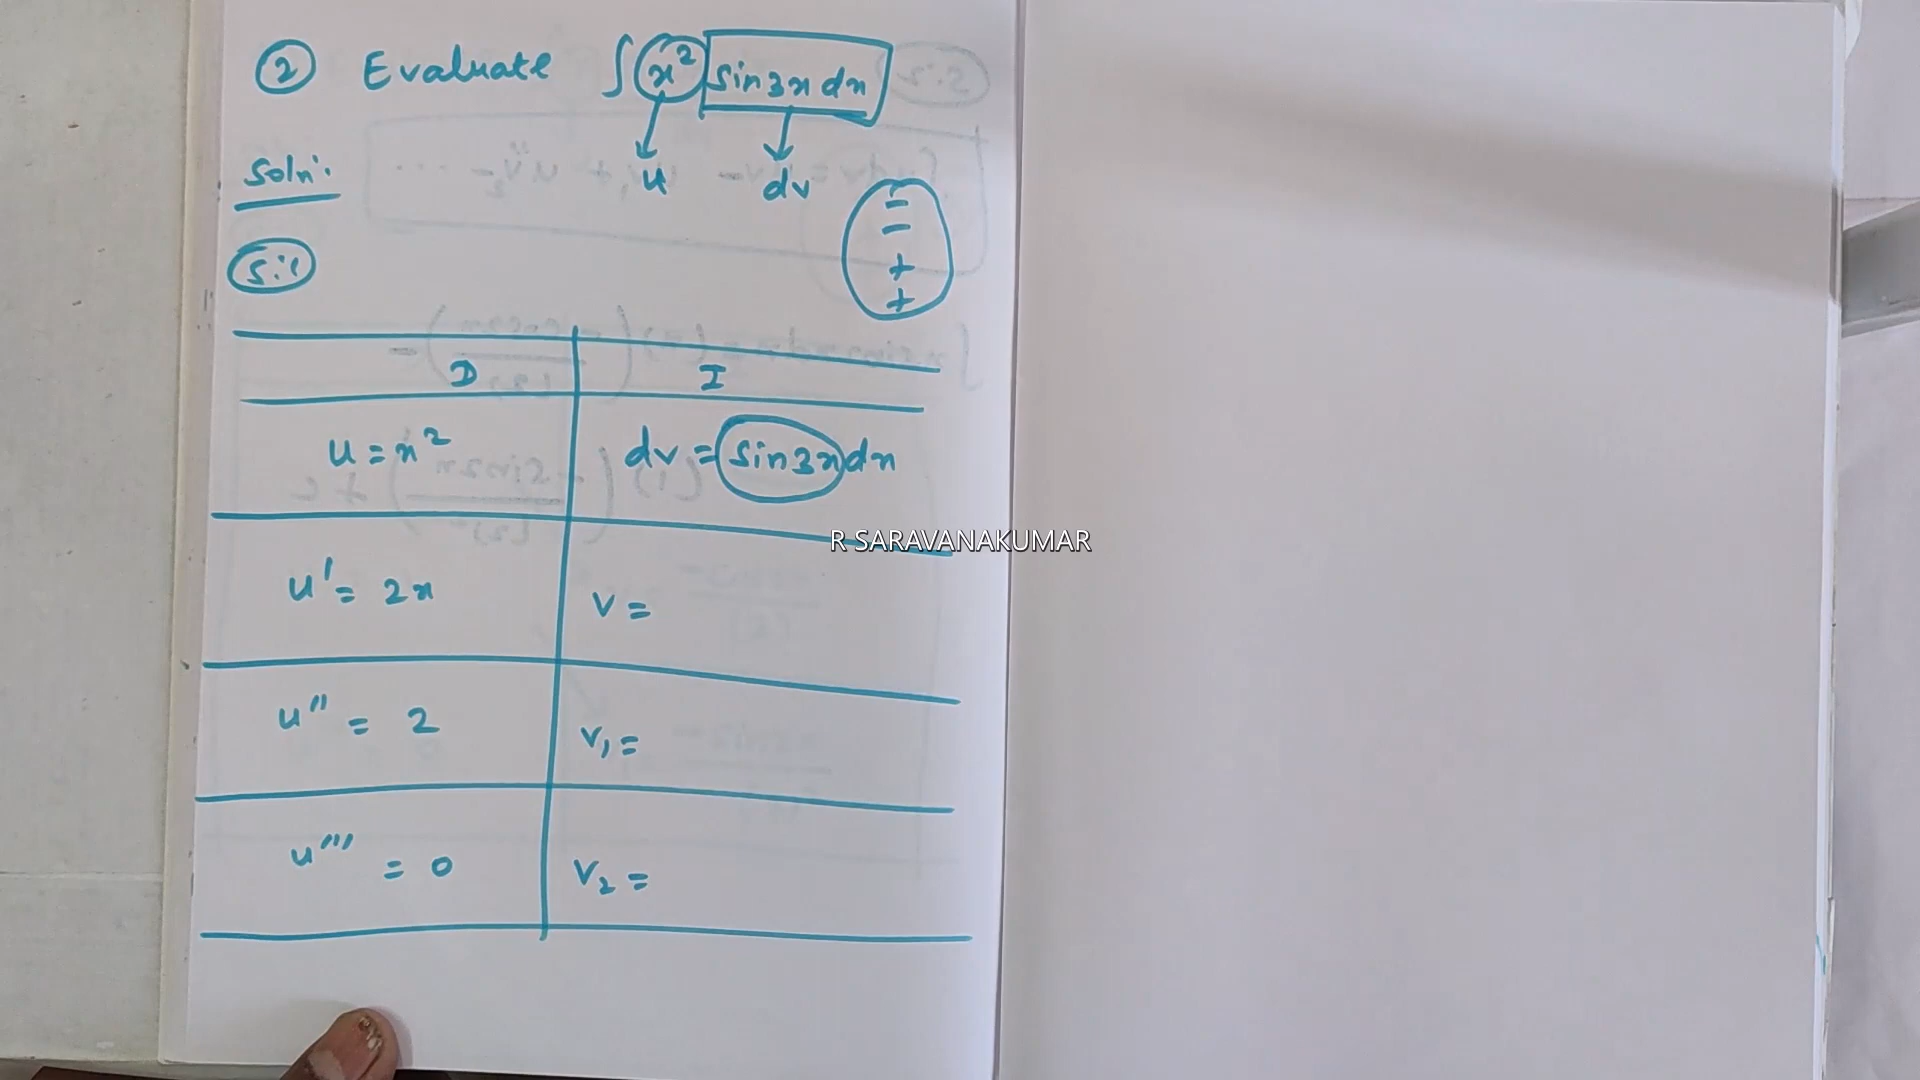 ② Evaluate ∫ x² sin3x dx
u dv
Soln:
S:1
-
-
+
+
D I
u = x² dv = sin3x dx
u' = 2x v =
u'' = 2 v₁ =
u''' = 0 v₂ =
R SARAVANAKUMAR